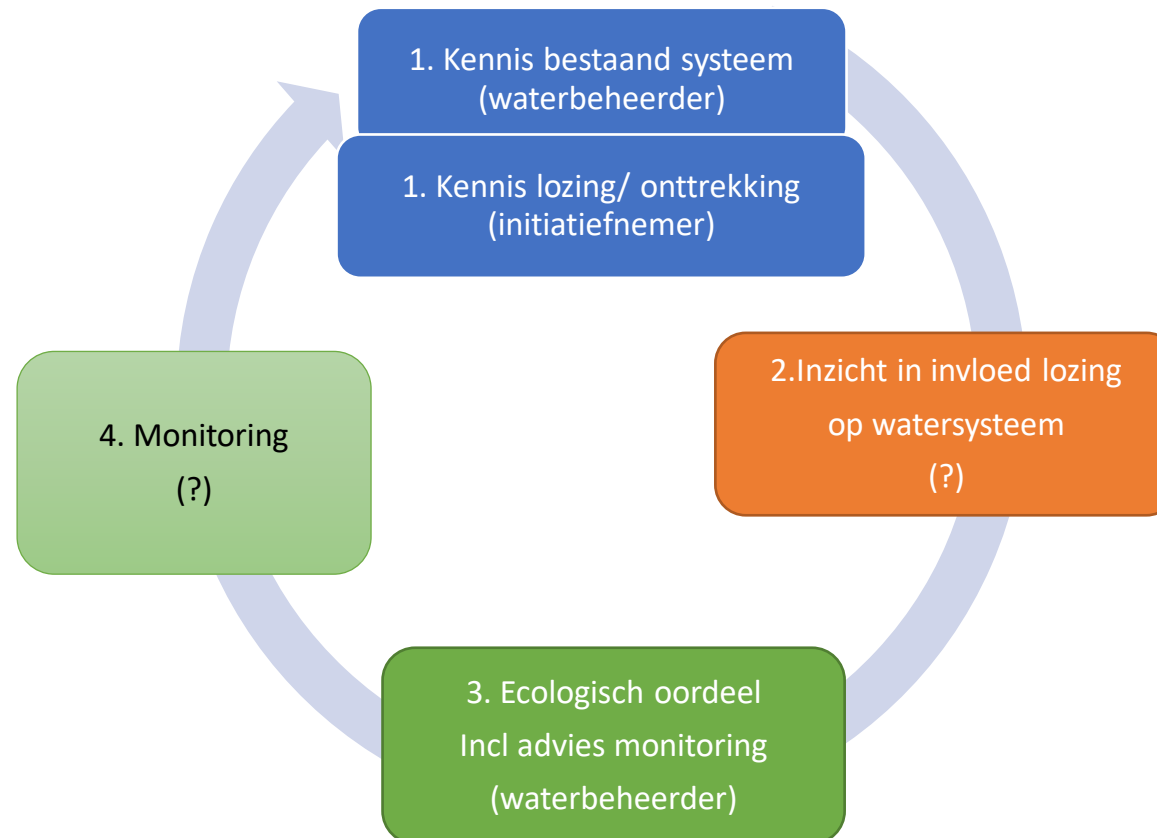 1. Kennis bestaand systeem
(waterbeheerder)
1. Kennis lozing/ onttrekking
(initiatiefnemer)
2.Inzicht in invloed lozing
op watersysteem
(?)
3. Ecologisch oordeel
Incl advies monitoring
(waterbeheerder)
4. Monitoring
(?)